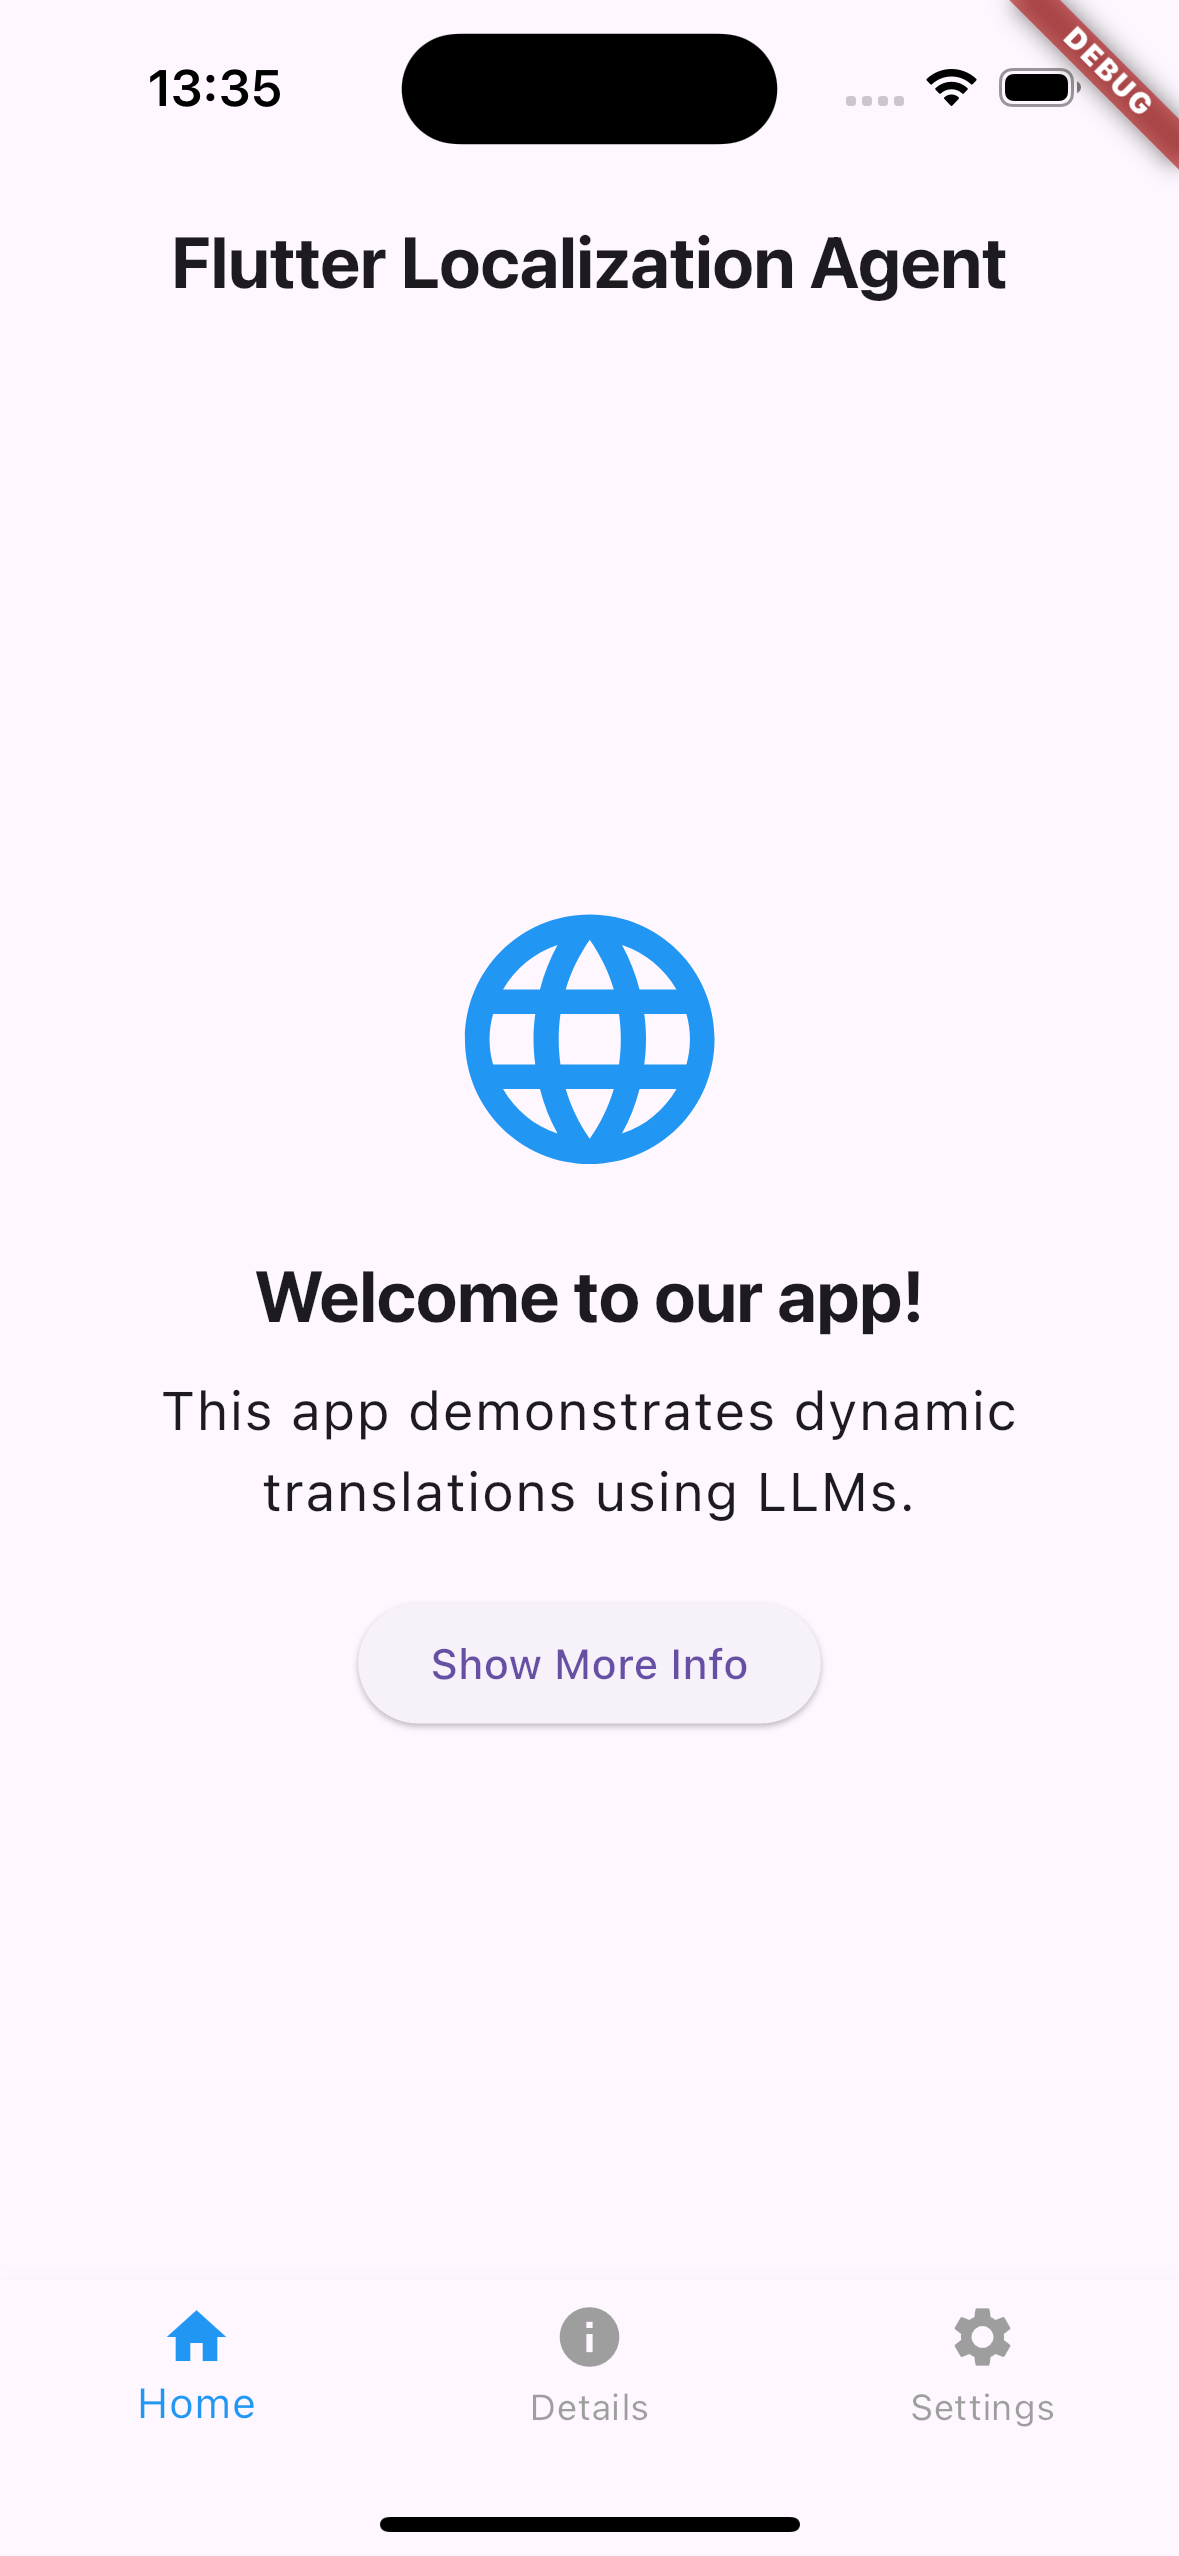 13:35
DEBUG
Flutter Localization Agent
Welcome to our app!
This app demonstrates dynamic
translations using LLMs.
Show More Info
Home
Details
Settings